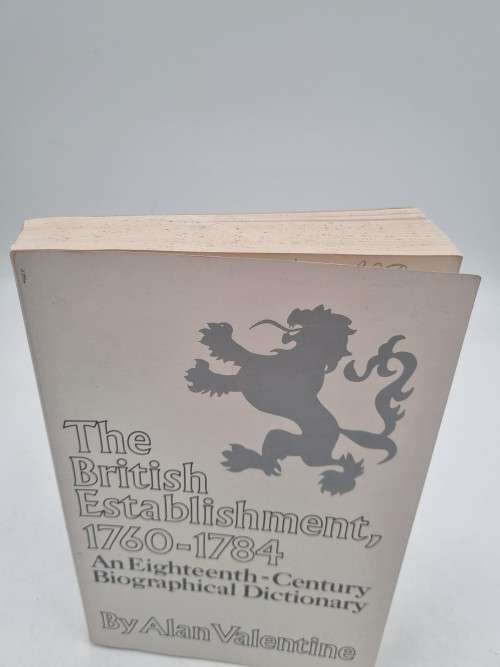 The
British
Establishment,
1760-1784
An Eighteenth-Century
Biographical Dictionary
By Alan Valentine